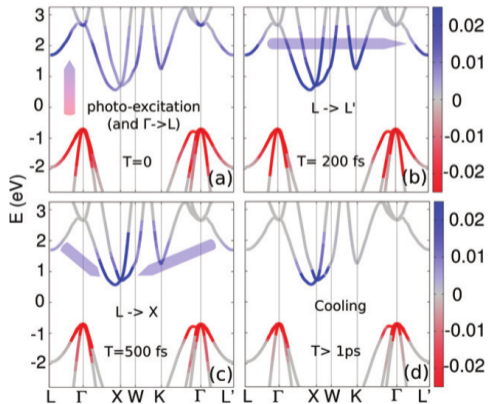 3
2
1
0
-1
-2
E (eV)
photo-excitation
(and Γ->L)
T=0
(a)
L -> L'
T= 200 fs
(b)
0.02
0.01
0
-0.01
-0.02
3
2
1
0
-1
-2
E (eV)
L -> X
T=500 fs
(c)
Cooling
T> 1ps
(d)
0.02
0.01
0
-0.01
-0.02
L Γ X W K Γ L'
L Γ X W K Γ L'